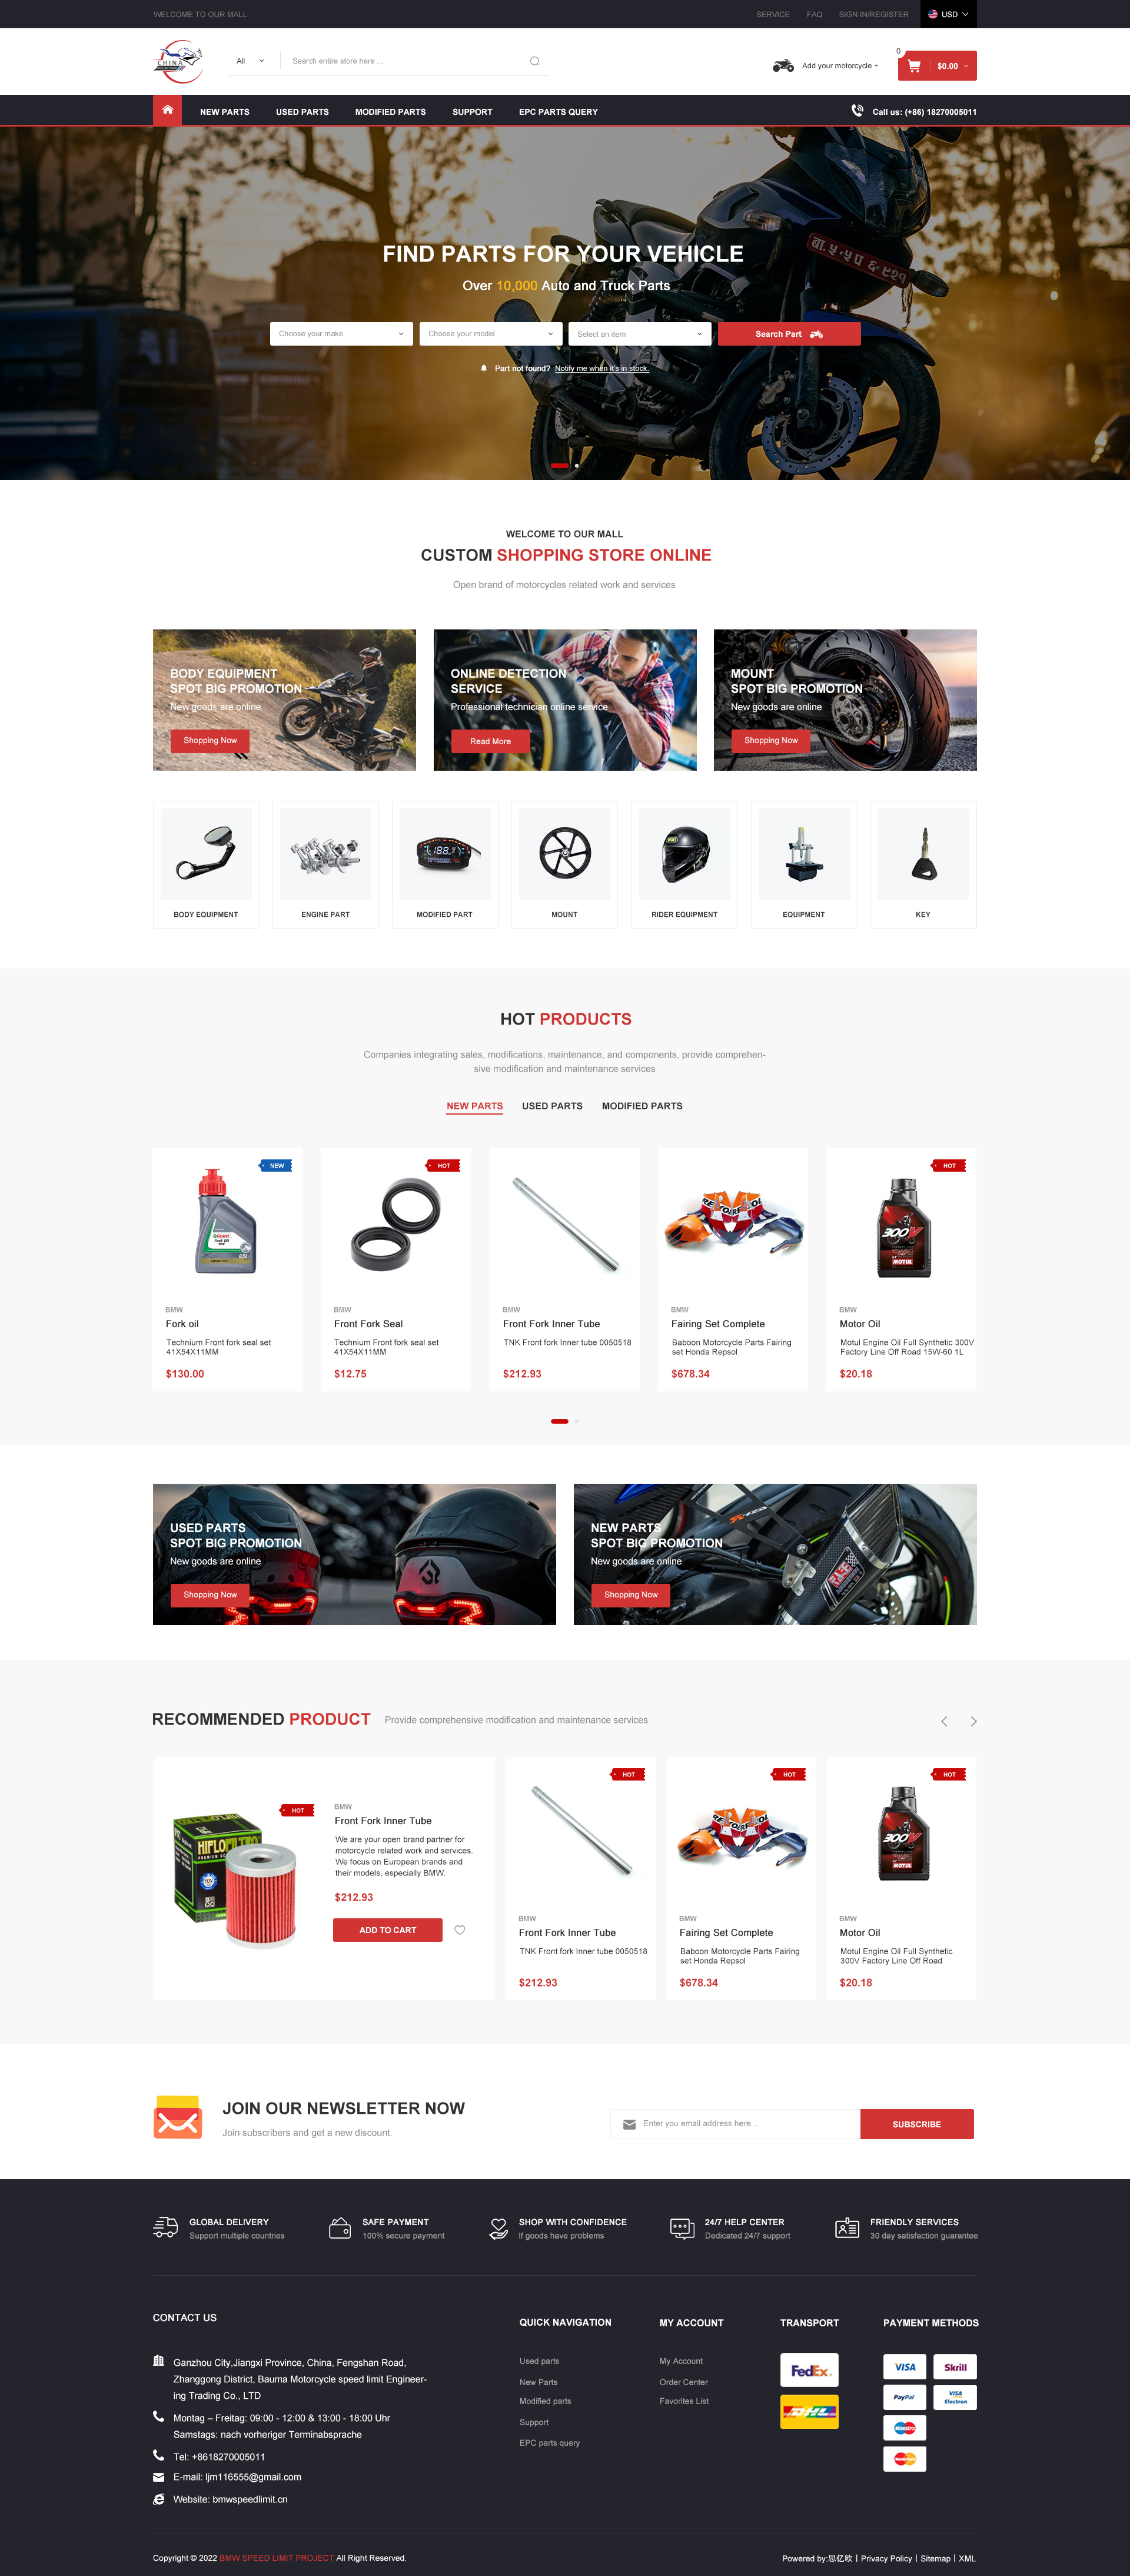 WELCOME TO OUR MALL
SERVICE FAQ SIGN IN/REGISTER USD
CHINA
All Search entire store here ...
Add your motorcycle +
0
$0.00
NEW PARTS USED PARTS MODIFIED PARTS SUPPORT EPC PARTS QUERY
Call us: (+86) 18270005011
FIND PARTS FOR YOUR VEHICLE
Over 10,000 Auto and Truck Parts
Choose your make Choose your model Select an item Search Part
Part not found? Notify me when it's in stock.
WELCOME TO OUR MALL
CUSTOM SHOPPING STORE ONLINE
Open brand of motorcycles related work and services
BODY EQUIPMENT
SPOT BIG PROMOTION
New goods are online
Shopping Now
ONLINE DETECTION
SERVICE
Professional technician online service
Read More
MOUNT
SPOT BIG PROMOTION
New goods are online
Shopping Now
BODY EQUIPMENT
ENGINE PART
MODIFIED PART
MOUNT
RIDER EQUIPMENT
EQUIPMENT
KEY
HOT PRODUCTS
Companies integrating sales, modifications, maintenance, and components, provide comprehen-
sive modification and maintenance services
NEW PARTS USED PARTS MODIFIED PARTS
NEW
Castrol
Fork Oil
0.5L
BMW
Fork oil
Technium Front fork seal set
41X54X11MM
$130.00
HOT
BMW
Front Fork Seal
Technium Front fork seal set
41X54X11MM
$12.75
BMW
Front Fork Inner Tube
TNK Front fork Inner tube 0050518
$212.93
BMW
Fairing Set Complete
Baboon Motorcycle Parts Fairing
set Honda Repsol
$678.34
HOT
300V
MOTUL
BMW
Motor Oil
Motul Engine Oil Full Synthetic 300V
Factory Line Off Road 15W-60 1L
$20.18
USED PARTS
SPOT BIG PROMOTION
New goods are online
Shopping Now
NEW PARTS
SPOT BIG PROMOTION
New goods are online
Shopping Now
YOSHIMURA
RECOMMENDED PRODUCT
Provide comprehensive modification and maintenance services
HOT
HIFLOFILTRO
BMW
Front Fork Inner Tube
We are your open brand partner for
motorcycle related work and services.
We focus on European brands and
their models, especially BMW.
$212.93
ADD TO CART
HOT
BMW
Front Fork Inner Tube
TNK Front fork Inner tube 0050518
$212.93
HOT
BMW
Fairing Set Complete
Baboon Motorcycle Parts Fairing
set Honda Repsol
$678.34
HOT
300V
MOTUL
BMW
Motor Oil
Motul Engine Oil Full Synthetic
300V Factory Line Off Road
$20.18
JOIN OUR NEWSLETTER NOW
Join subscribers and get a new discount.
Enter you email address here...
SUBSCRIBE
GLOBAL DELIVERY
Support multiple countries
SAFE PAYMENT
100% secure payment
SHOP WITH CONFIDENCE
If goods have problems
24/7 HELP CENTER
Dedicated 24/7 support
FRIENDLY SERVICES
30 day satisfaction guarantee
CONTACT US
Ganzhou City,Jiangxi Province, China, Fengshan Road,
Zhanggong District, Bauma Motorcycle speed limit Engineer-
ing Trading Co., LTD
Montag – Freitag: 09:00 - 12:00 & 13:00 - 18:00 Uhr
Samstags: nach vorheriger Terminabsprache
Tel: +8618270005011
E-mail: ljm116555@gmail.com
Website: bmwspeedlimit.cn
QUICK NAVIGATION
Used parts
New Parts
Modified parts
Support
EPC parts query
MY ACCOUNT
My Account
Order Center
Favorites List
TRANSPORT
FedEx
DHL
PAYMENT METHODS
VISA
Skrill
PayPal
VISA
Electron
Maestro
MasterCard
Copyright © 2022 BMW SPEED LIMIT PROJECT All Right Reserved.
Powered by:思亿欧 | Privacy Policy | Sitemap | XML